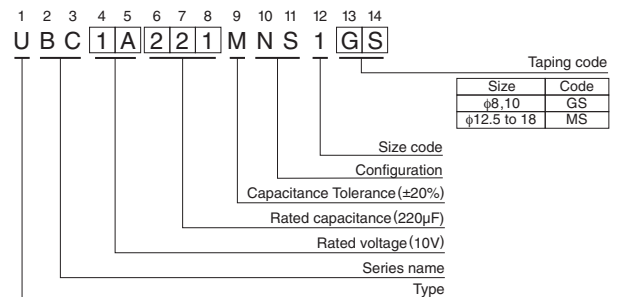 1 2 3 4 5 6 7 8 9 10 11 12 13 14
U B C 1 A 2 2 1 M N S 1 G S
Taping code
Size Code
ϕ8,10 GS
ϕ12.5 to 18 MS
Size code
Configuration
Capacitance Tolerance (±20%)
Rated capacitance (220µF)
Rated voltage (10V)
Series name
Type